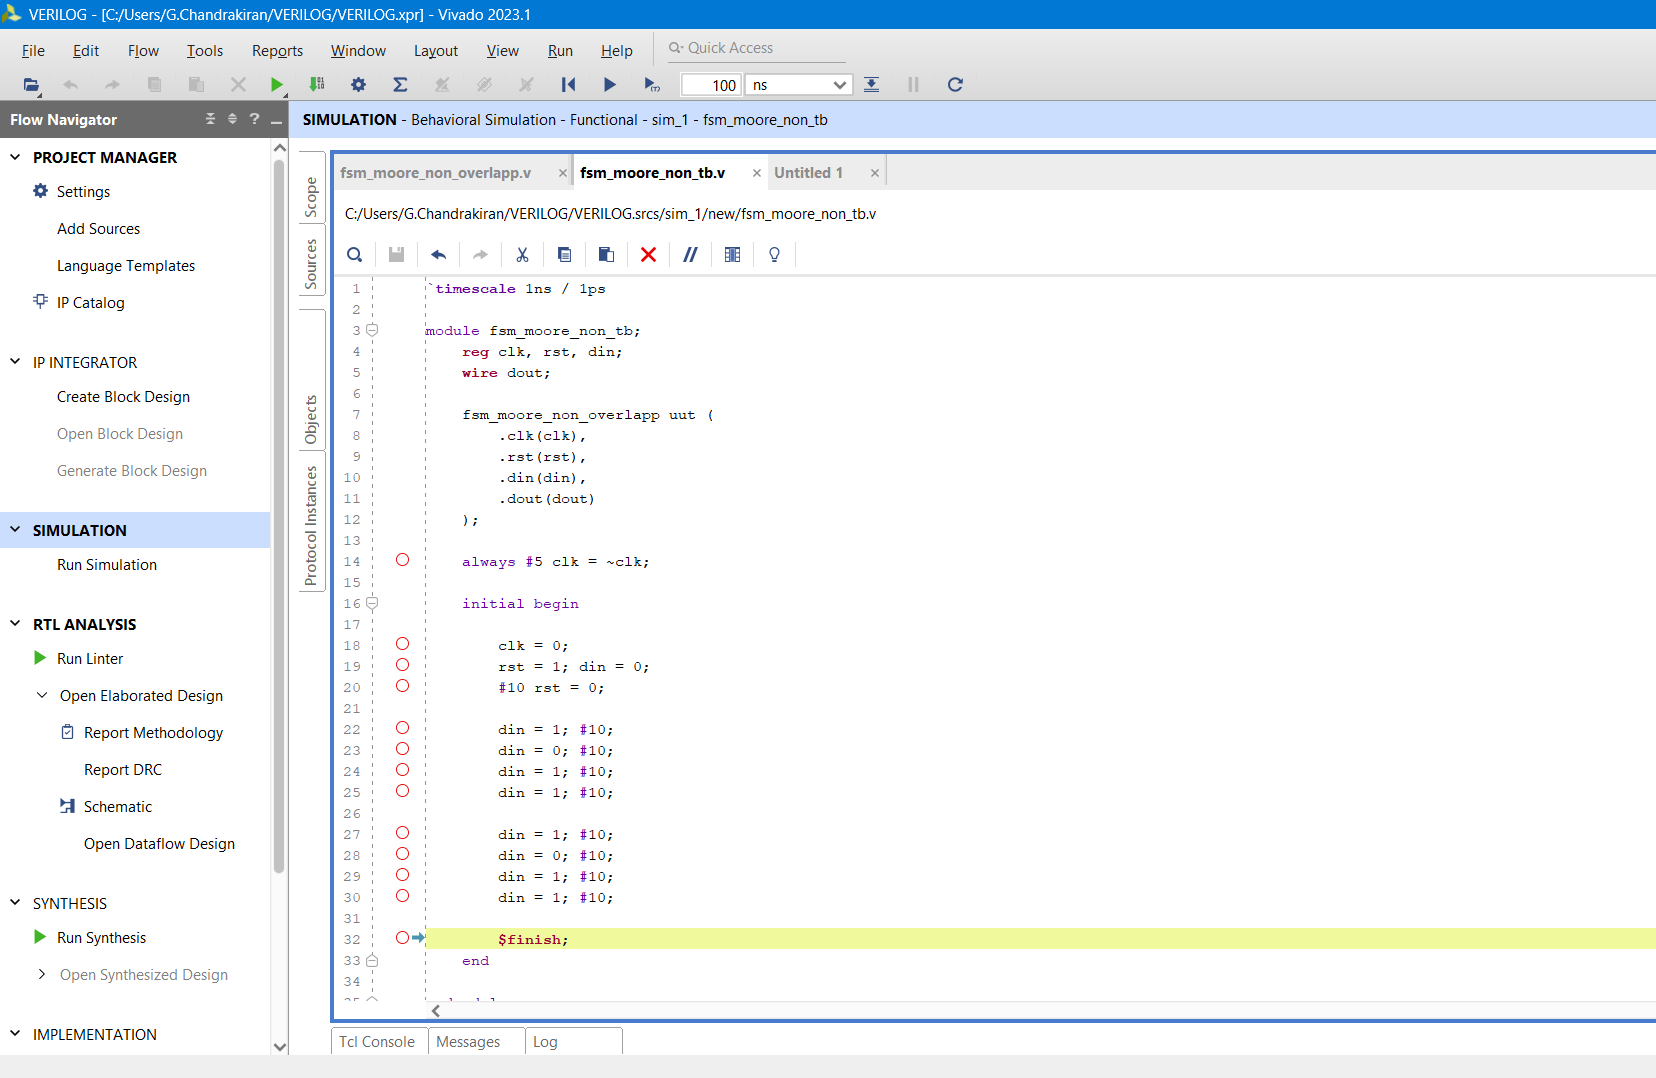 VERILOG - [C:/Users/G.Chandrakiran/VERILOG/VERILOG.xpr] - Vivado 2023.1
File Edit Flow Tools Reports Window Layout View Run Help Quick Access
100 ns
Flow Navigator
SIMULATION - Behavioral Simulation - Functional - sim_1 - fsm_moore_non_tb
PROJECT MANAGER
Settings
Add Sources
Language Templates
IP Catalog
IP INTEGRATOR
Create Block Design
Open Block Design
Generate Block Design
SIMULATION
Run Simulation
RTL ANALYSIS
Run Linter
Open Elaborated Design
Report Methodology
Report DRC
Schematic
Open Dataflow Design
SYNTHESIS
Run Synthesis
Open Synthesized Design
IMPLEMENTATION
Scope
Sources
Objects
Protocol Instances
fsm_moore_non_overlapp.v fsm_moore_non_tb.v Untitled 1
C:/Users/G.Chandrakiran/VERILOG/VERILOG.srcs/sim_1/new/fsm_moore_non_tb.v
1 `timescale 1ns / 1ps
2
3 module fsm_moore_non_tb;
4 reg clk, rst, din;
5 wire dout;
6
7 fsm_moore_non_overlapp uut (
8 .clk(clk),
9 .rst(rst),
10 .din(din),
11 .dout(dout)
12 );
13
14 always #5 clk = ~clk;
15
16 initial begin
17
18 clk = 0;
19 rst = 1; din = 0;
20 #10 rst = 0;
21
22 din = 1; #10;
23 din = 0; #10;
24 din = 1; #10;
25 din = 1; #10;
26
27 din = 1; #10;
28 din = 0; #10;
29 din = 1; #10;
30 din = 1; #10;
31
32 $finish;
33 end
34
Tcl Console Messages Log